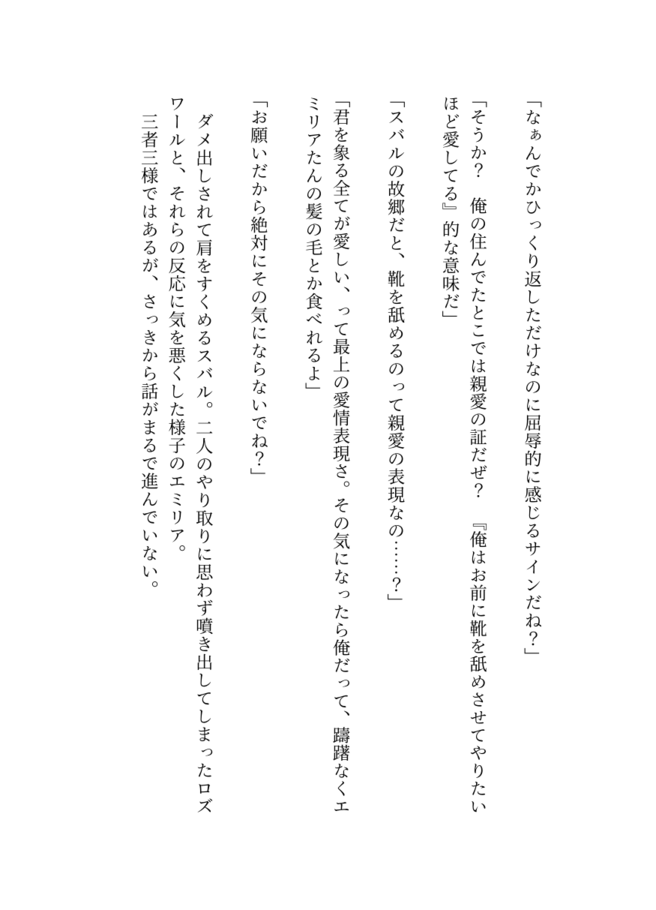 「なぁんでかひっくり返しただけなのに屈辱的に感じるサインだね？」
「そうか？　俺の住んでたとこでは親愛の証だぜ？　『俺はお前に靴を舐めさせてやりたい
ほど愛してる』的な意味だ」
「スバルの故郷だと、靴を舐めるのって親愛の表現なの……？」
「君を象る全てが愛しい、って最上の愛情表現さ。その気になったら俺だって、躊躇なくエ
ミリアたんの髪の毛とか食べれるよ」
「お願いだから絶対にその気にならないでね？」
　ダメ出しされて肩をすくめるスバル。二人のやり取りに思わず噴き出してしまったロズ
ワールと、それらの反応に気を悪くした様子のエミリア。
　三者三様ではあるが、さっきから話がまるで進んでいない。